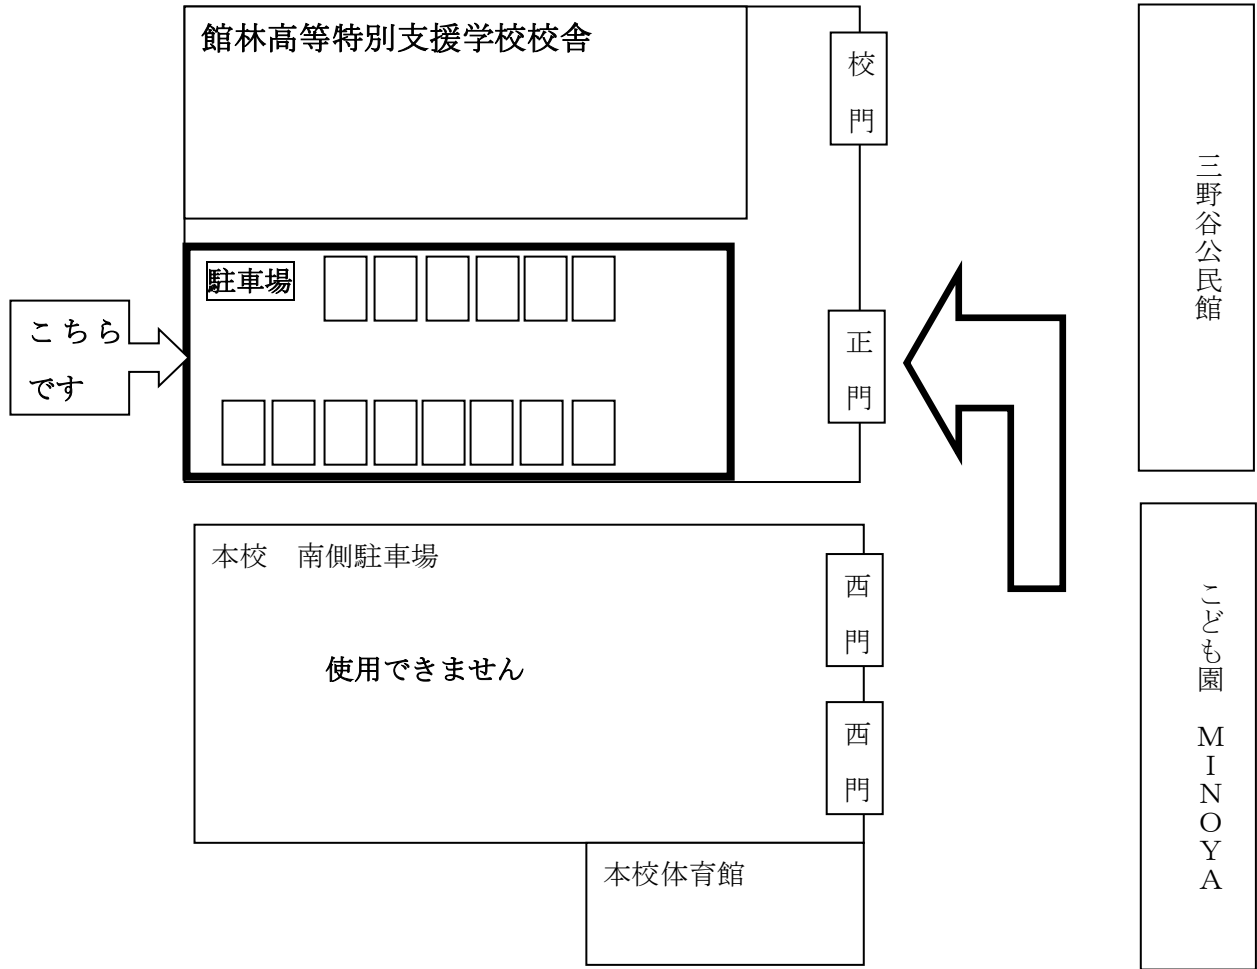 館林高等特別支援学校校舎
校門
三野谷公民館
駐車場
こちら
です
正門
本校　南側駐車場
西門
こども園　ＭＩＮＯＹＡ
使用できません
西門
本校体育館